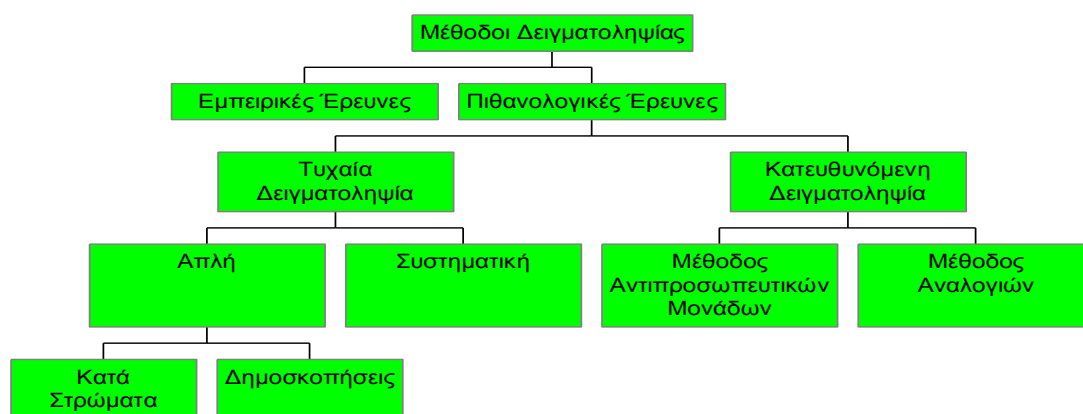 Μέθοδοι Δειγματοληψίας
Εμπειρικές Έρευνες
Πιθανολογικές Έρευνες
Τυχαία
Δειγματοληψία
Κατευθυνόμενη
Δειγματοληψία
Απλή
Συστηματική
Μέθοδος
Αντιπροσωπευτικών
Μονάδων
Μέθοδος
Αναλογιών
Κατά
Στρώματα
Δημοσκοπήσεις